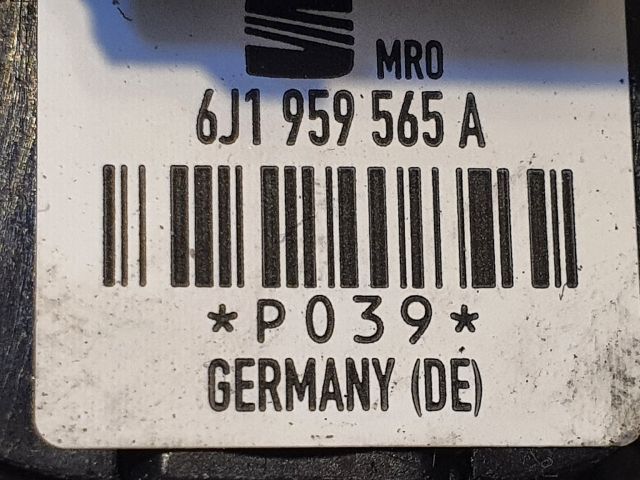 MRO
6J1 959 565 A
*P039*
GERMANY (DE)